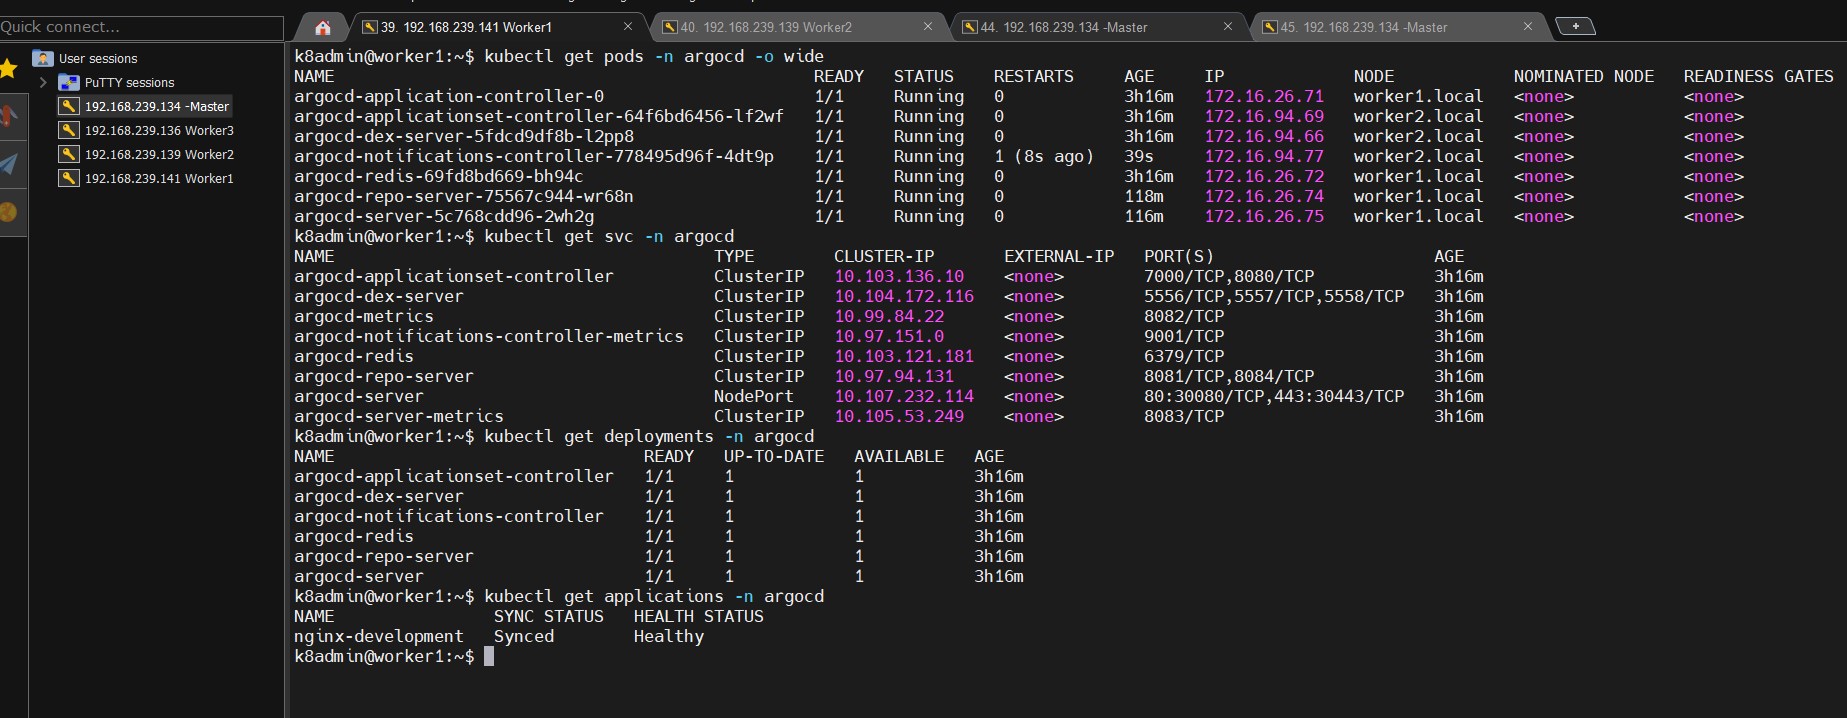 Quick connect...
39. 192.168.239.141 Worker1
40. 192.168.239.139 Worker2
44. 192.168.239.134 -Master
45. 192.168.239.134 -Master
User sessions
PuTTY sessions
192.168.239.134 -Master
192.168.239.136 Worker3
192.168.239.139 Worker2
192.168.239.141 Worker1
k8admin@worker1:~$ kubectl get pods -n argocd -o wide
NAME READY STATUS RESTARTS AGE IP NODE NOMINATED NODE READINESS GATES
argocd-application-controller-0 1/1 Running 0 3h16m 172.16.26.71 worker1.local <none> <none>
argocd-applicationset-controller-64f6bd6456-lf2wf 1/1 Running 0 3h16m 172.16.94.69 worker2.local <none> <none>
argocd-dex-server-5fdcd9df8b-l2pp8 1/1 Running 0 3h16m 172.16.94.66 worker2.local <none> <none>
argocd-notifications-controller-778495d96f-4dt9p 1/1 Running 1 (8s ago) 39s 172.16.94.77 worker2.local <none> <none>
argocd-redis-69fd8bd669-bh94c 1/1 Running 0 3h16m 172.16.26.72 worker1.local <none> <none>
argocd-repo-server-75567c944-wr68n 1/1 Running 0 118m 172.16.26.74 worker1.local <none> <none>
argocd-server-5c768cdd96-2wh2g 1/1 Running 0 116m 172.16.26.75 worker1.local <none> <none>
k8admin@worker1:~$ kubectl get svc -n argocd
NAME TYPE CLUSTER-IP EXTERNAL-IP PORT(S) AGE
argocd-applicationset-controller ClusterIP 10.103.136.10 <none> 7000/TCP,8080/TCP 3h16m
argocd-dex-server ClusterIP 10.104.172.116 <none> 5556/TCP,5557/TCP,5558/TCP 3h16m
argocd-metrics ClusterIP 10.99.84.22 <none> 8082/TCP 3h16m
argocd-notifications-controller-metrics ClusterIP 10.97.151.0 <none> 9001/TCP 3h16m
argocd-redis ClusterIP 10.103.121.181 <none> 6379/TCP 3h16m
argocd-repo-server ClusterIP 10.97.94.131 <none> 8081/TCP,8084/TCP 3h16m
argocd-server NodePort 10.107.232.114 <none> 80:30080/TCP,443:30443/TCP 3h16m
argocd-server-metrics ClusterIP 10.105.53.249 <none> 8083/TCP 3h16m
k8admin@worker1:~$ kubectl get deployments -n argocd
NAME READY UP-TO-DATE AVAILABLE AGE
argocd-applicationset-controller 1/1 1 1 3h16m
argocd-dex-server 1/1 1 1 3h16m
argocd-notifications-controller 1/1 1 1 3h16m
argocd-redis 1/1 1 1 3h16m
argocd-repo-server 1/1 1 1 3h16m
argocd-server 1/1 1 1 3h16m
k8admin@worker1:~$ kubectl get applications -n argocd
NAME SYNC STATUS HEALTH STATUS
nginx-development Synced Healthy
k8admin@worker1:~$